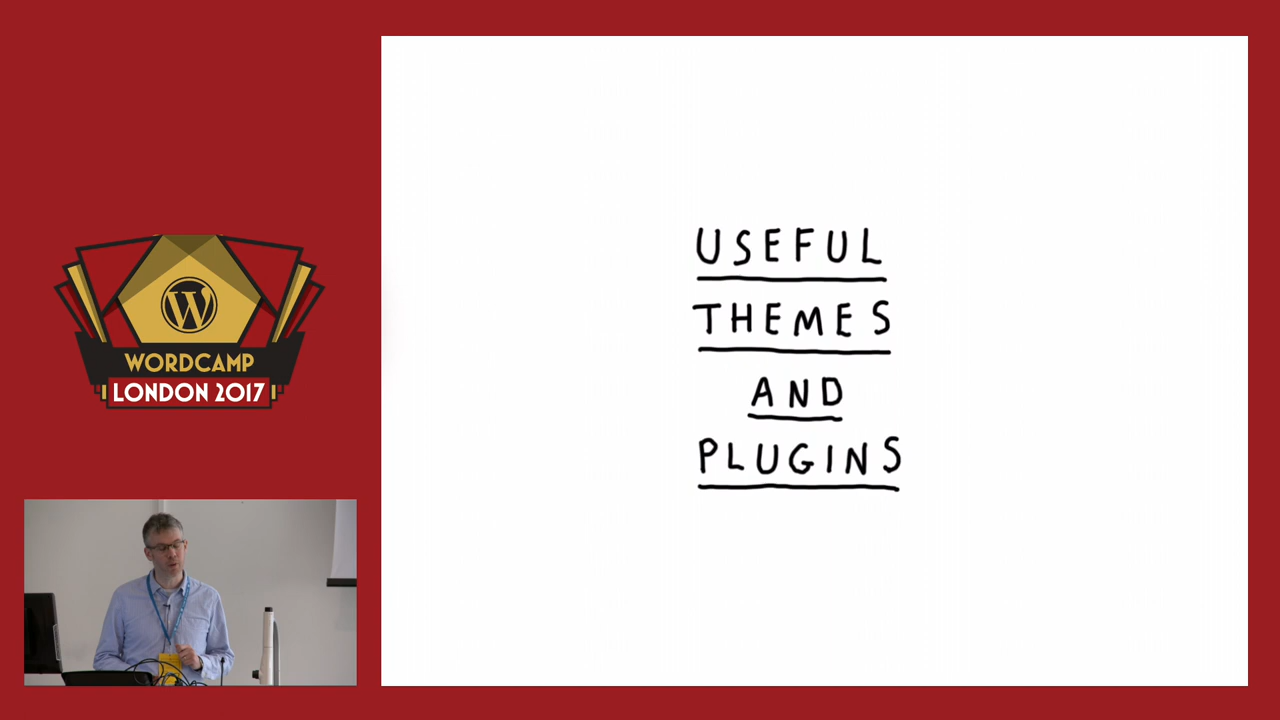 WORDCAMP
LONDON 2017
USEFUL
THEMES
AND
PLUGINS